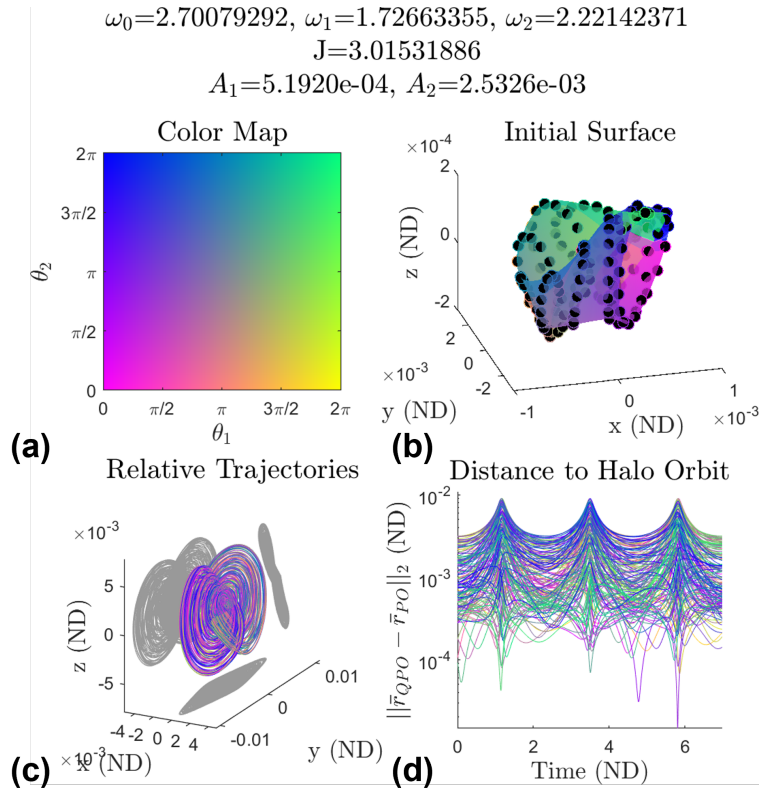 ω₀=2.70079292, ω₁=1.72663355, ω₂=2.22142371
J=3.01531886
A₁=5.1920e-04, A₂=2.5326e-03
Color Map
2π
3π/2
π
π/2
0
θ₂
0 π/2 π 3π/2 2π
θ₁
(a)
Initial Surface
×10⁻⁴
2
0
-2
z (ND)
2
0
-2
×10⁻³
y (ND)
-1 0 1
×10⁻³
x (ND)
(b)
Relative Trajectories
×10⁻³
5
0
-5
z (ND)
-4 -2 0 2 4
×10⁻³
x (ND)
0.01
0
-0.01
y (ND)
(c)
Distance to Halo Orbit
10⁻²
10⁻³
10⁻⁴
||r̄_QPO − r̄_PO||₂ (ND)
0 2 4 6
Time (ND)
(d)